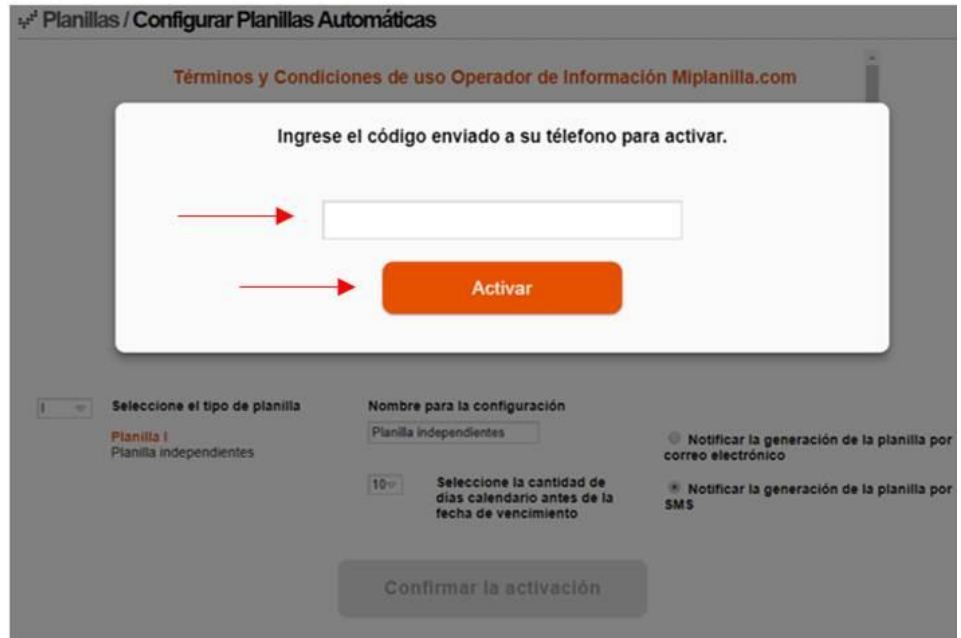 Planillas / Configurar Planillas Automáticas
Términos y Condiciones de uso Operador de Información Miplanilla.com
Ingrese el código enviado a su télefono para activar.
Activar
I
Seleccione el tipo de planilla
Planilla I
Planilla independientes
Nombre para la configuración
Planilla independientes
10
Seleccione la cantidad de
días calendario antes de la
fecha de vencimiento
Notificar la generación de la planilla por
correo electrónico
Notificar la generación de la planilla por
SMS
Confirmar la activación